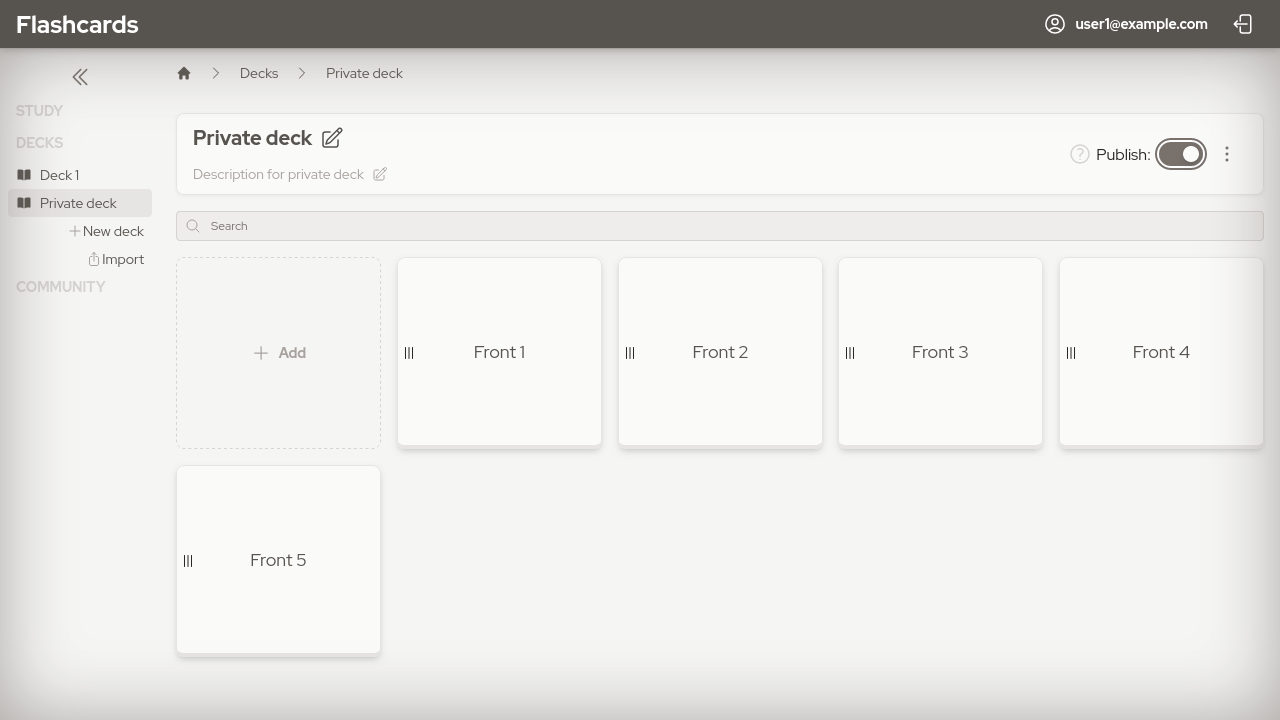 Flashcards
user1@example.com
Decks
Private deck
STUDY
DECKS
Deck 1
Private deck
New deck
Import
COMMUNITY
Private deck
Description for private deck
? Publish:
Search
Add
Front 1
Front 2
Front 3
Front 4
Front 5